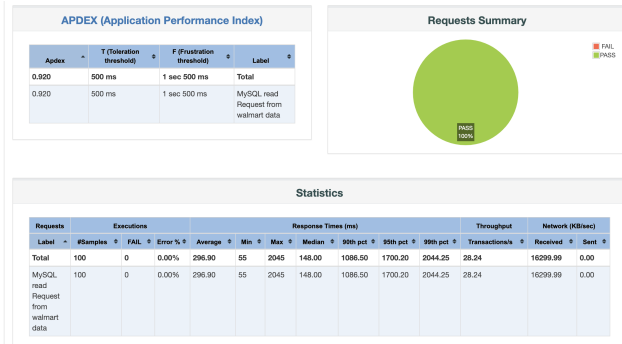 APDEX (Application Performance Index)
Apdex T (Toleration threshold) F (Frustration threshold) Label
0.920 500 ms 1 sec 500 ms Total
0.920 500 ms 1 sec 500 ms MySQL read
Request from
walmart data
Requests Summary
FAIL
PASS
PASS
100%
Statistics
Requests Executions Response Times (ms) Throughput Network (KB/sec)
Label #Samples FAIL Error % Average Min Max Median 90th pct 95th pct 99th pct Transactions/s Received Sent
Total 100 0 0.00% 296.90 55 2045 148.00 1086.50 1700.20 2044.25 28.24 16299.99 0.00
MySQL 100 0 0.00% 296.90 55 2045 148.00 1086.50 1700.20 2044.25 28.24 16299.99 0.00
read
Request
from
walmart
data